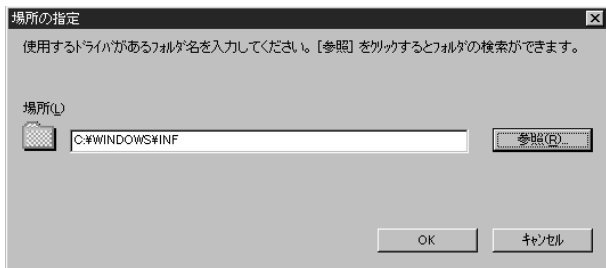 場所の指定
使用するﾄﾞﾗｲﾊﾞがあるﾌｫﾙﾀﾞ名を入力してください。[参照] をｸﾘｯｸするとﾌｫﾙﾀﾞの検索ができます。
場所(L)
C:¥WINDOWS¥INF
参照(R)...
OK
ｷｬﾝｾﾙ